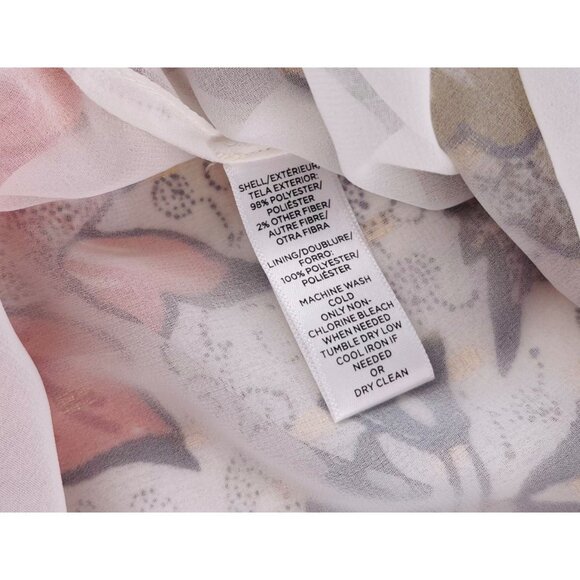 SHELL/EXTÉRIEUR/
TELA EXTERIOR:
98% POLYESTER/
POLIÉSTER
2% OTHER FIBER/
AUTRE FIBRE/
OTRA FIBRA
LINING/DOUBLURE/
FORRO:
100% POLYESTER/
POLIÉSTER
MACHINE WASH
COLD
ONLY NON-
CHLORINE BLEACH
WHEN NEEDED
TUMBLE DRY LOW
COOL IRON IF
NEEDED
OR
DRY CLEAN